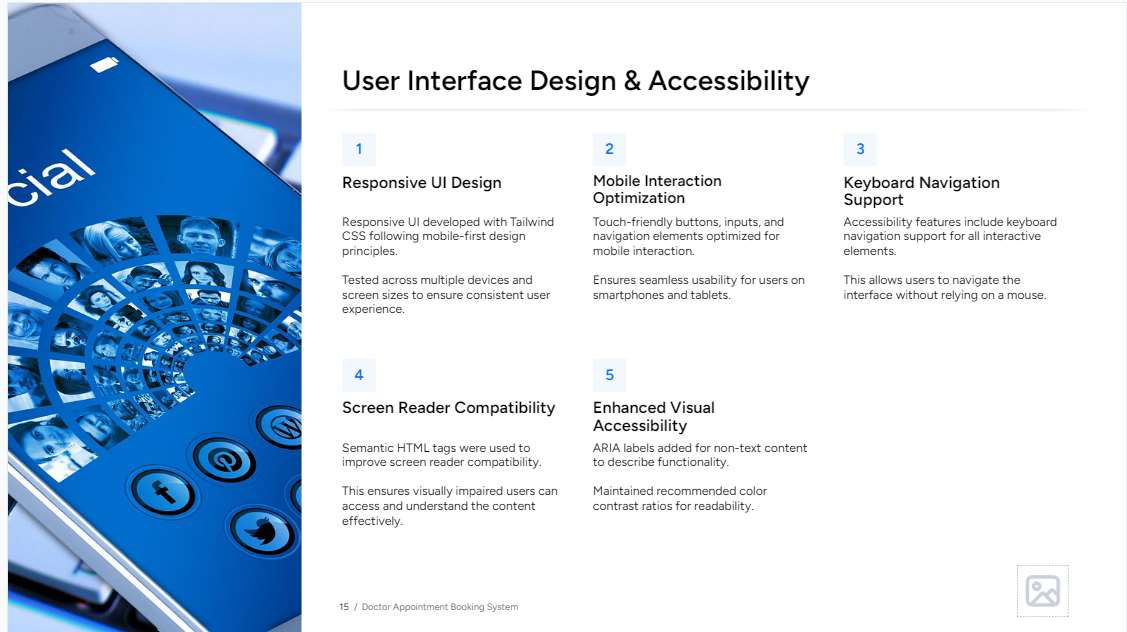 cial
User Interface Design & Accessibility
1
Responsive UI Design
Responsive UI developed with Tailwind
CSS following mobile-first design
principles.
Tested across multiple devices and
screen sizes to ensure consistent user
experience.
2
Mobile Interaction
Optimization
Touch-friendly buttons, inputs, and
navigation elements optimized for
mobile interaction.
Ensures seamless usability for users on
smartphones and tablets.
3
Keyboard Navigation
Support
Accessibility features include keyboard
navigation support for all interactive
elements.
This allows users to navigate the
interface without relying on a mouse.
4
Screen Reader Compatibility
Semantic HTML tags were used to
improve screen reader compatibility.
This ensures visually impaired users can
access and understand the content
effectively.
5
Enhanced Visual
Accessibility
ARIA labels added for non-text content
to describe functionality.
Maintained recommended color
contrast ratios for readability.
15 / Doctor Appointment Booking System